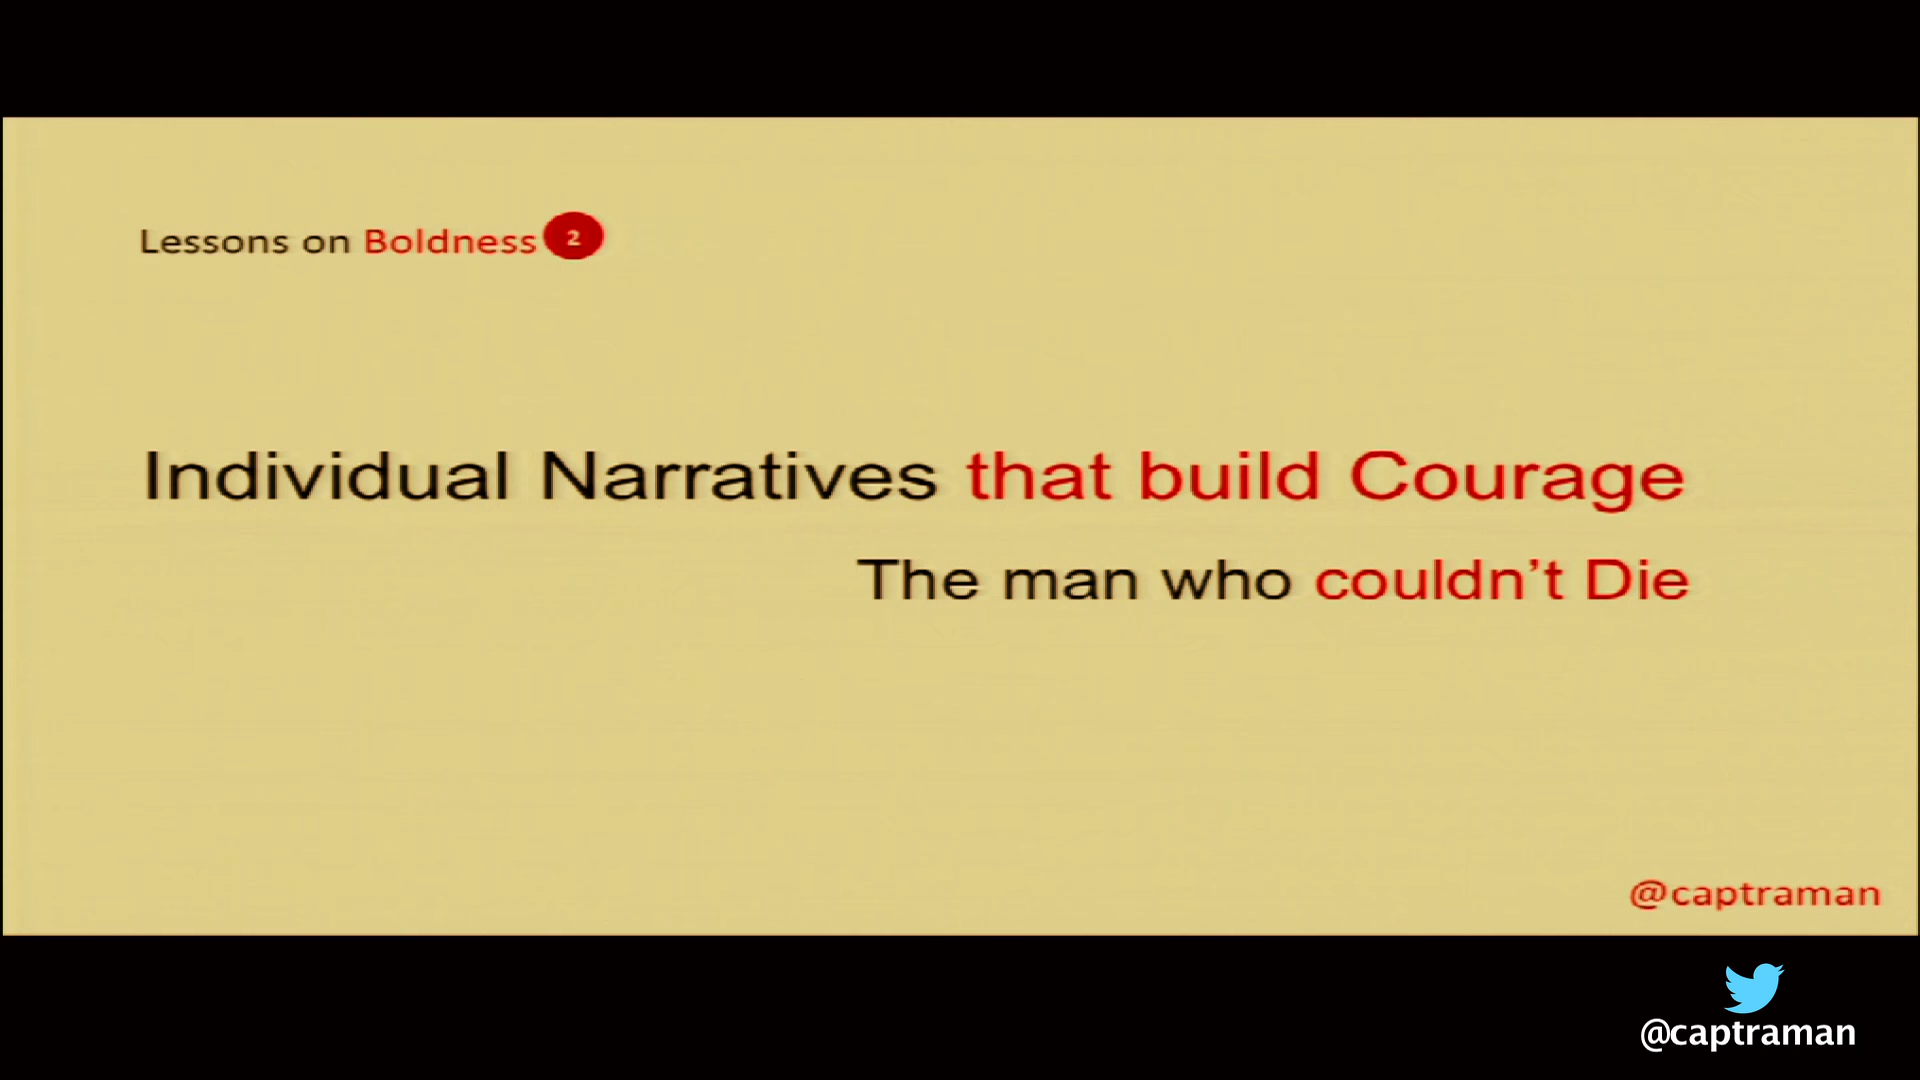 Lessons on Boldness 2
Individual Narratives that build Courage
The man who couldn’t Die
@captraman
@captraman